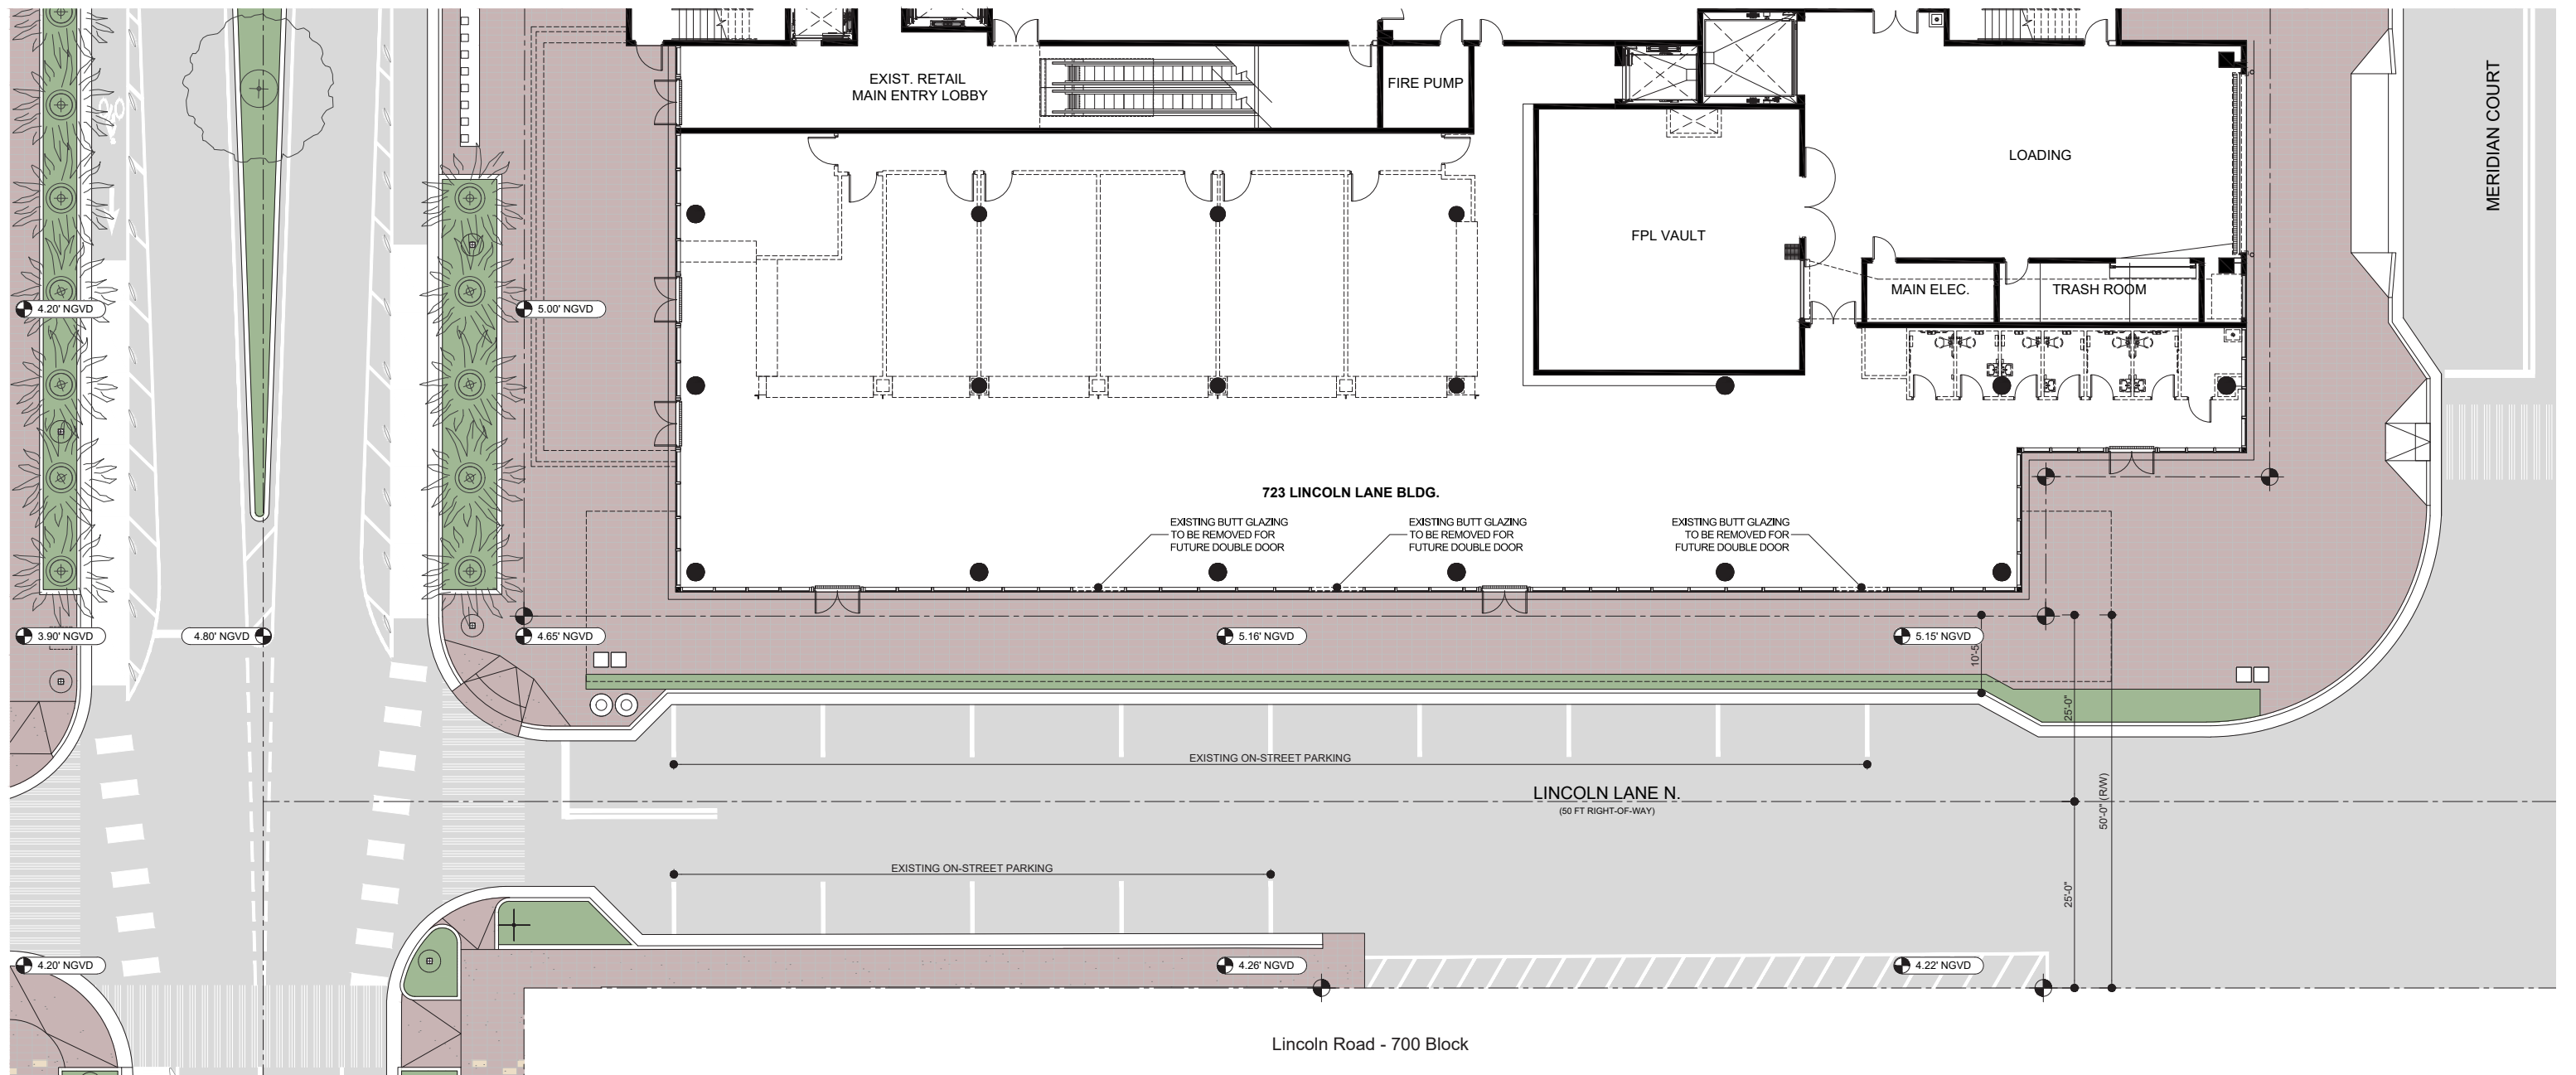 EXIST. RETAIL
MAIN ENTRY LOBBY
FIRE PUMP
MERIDIAN COURT
LOADING
FPL VAULT
MAIN ELEC.
TRASH ROOM
4.20' NGVD
5.00' NGVD
723 LINCOLN LANE BLDG.
EXISTING BUTT GLAZING
TO BE REMOVED FOR
FUTURE DOUBLE DOOR
EXISTING BUTT GLAZING
TO BE REMOVED FOR
FUTURE DOUBLE DOOR
EXISTING BUTT GLAZING
TO BE REMOVED FOR
FUTURE DOUBLE DOOR
3.90' NGVD
4.80' NGVD
4.65' NGVD
5.16' NGVD
5.15' NGVD
25'-0"
EXISTING ON-STREET PARKING
LINCOLN LANE N.
(50 FT RIGHT-OF-WAY)
50'-0" (R/W)
EXISTING ON-STREET PARKING
25'-0"
4.20' NGVD
4.26' NGVD
4.22' NGVD
Lincoln Road - 700 Block